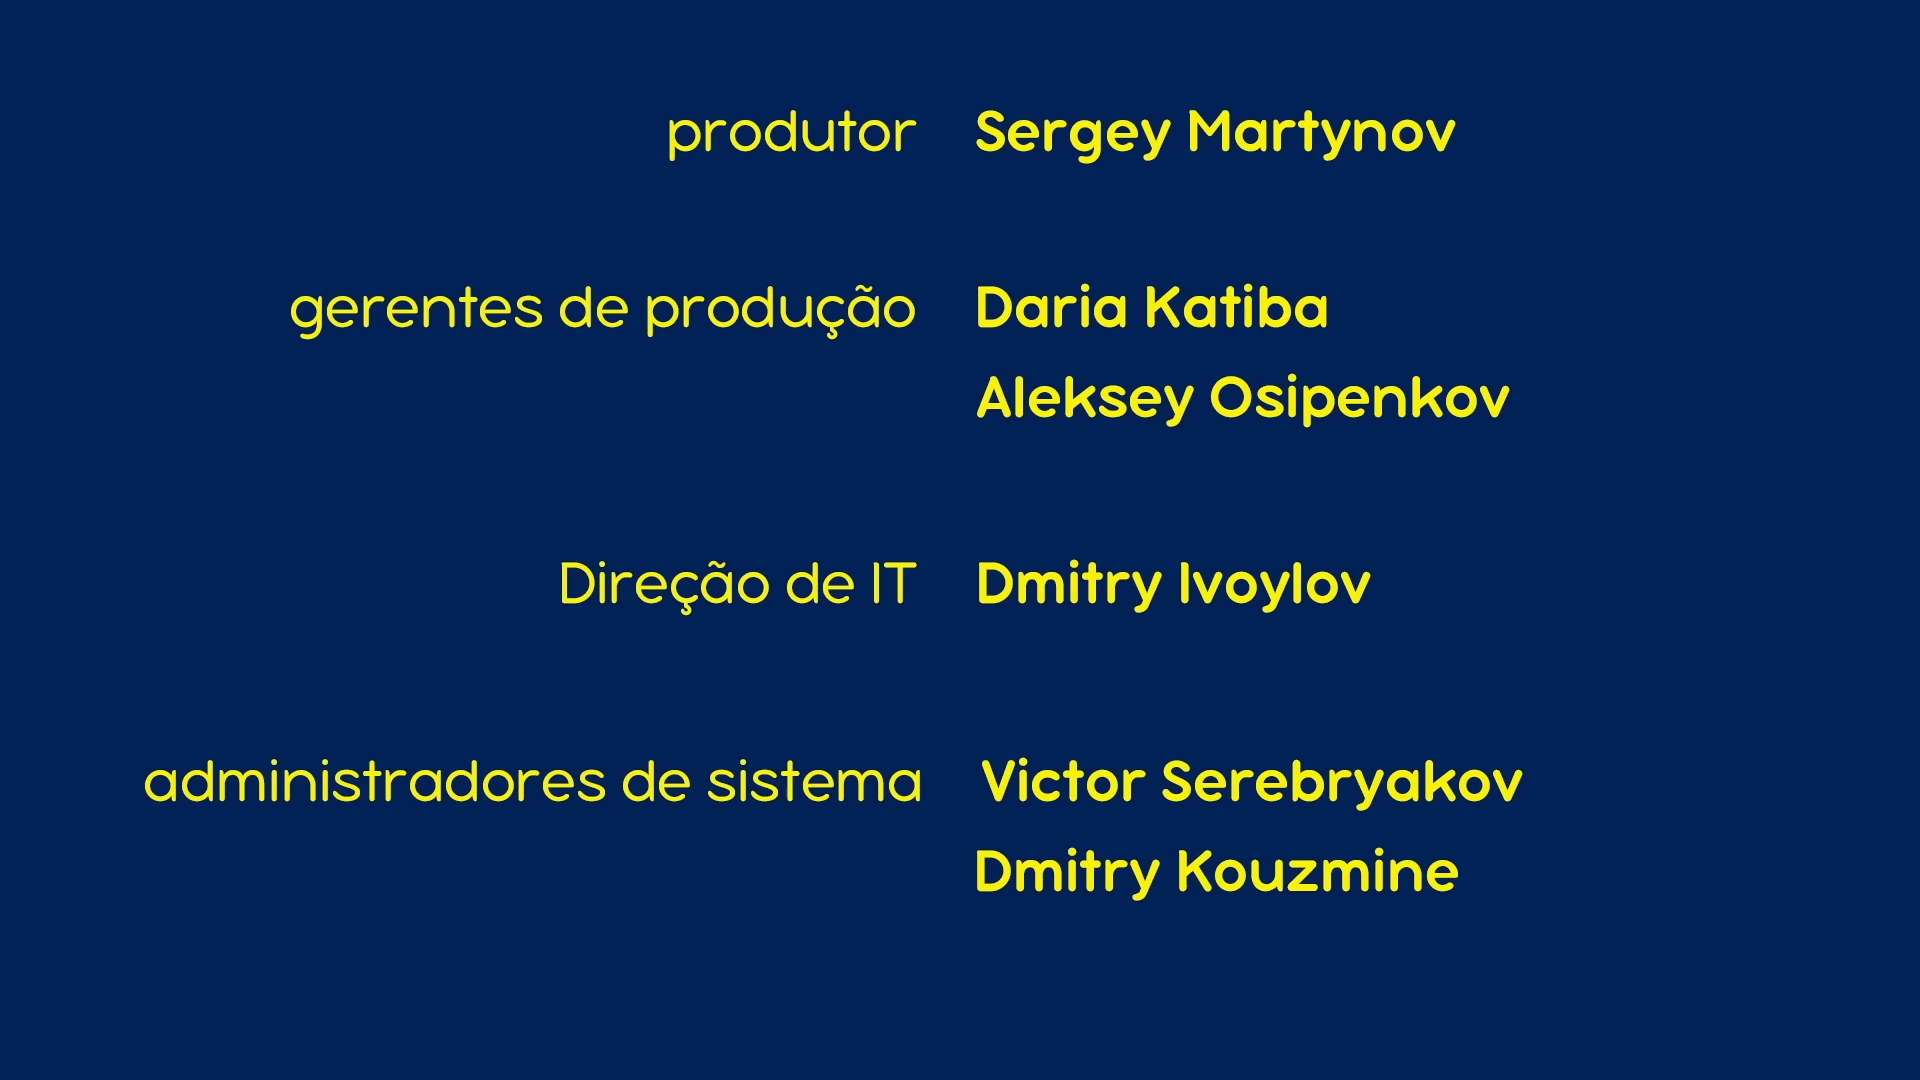 produtor Sergey Martynov
gerentes de produção Daria Katiba
Aleksey Osipenkov
Direção de IT Dmitry Ivoylov
administradores de sistema Victor Serebryakov
Dmitry Kouzmine